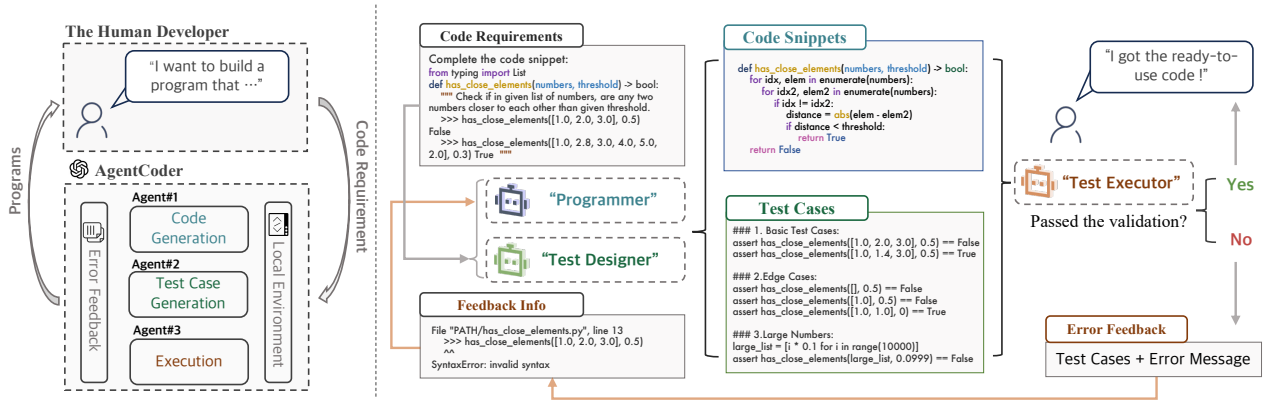 The Human Developer
“I want to build a
program that ···”
Programs
Code Requirement
AgentCoder
Error Feedback
Agent#1
Code
Generation
Agent#2
Test Case
Generation
Agent#3
Execution
Local Environment
Code Requirements
Complete the code snippet:
from typing import List
def has_close_elements(numbers, threshold) -> bool:
""" Check if in given list of numbers, are any two
numbers closer to each other than given threshold.
>>> has_close_elements([1.0, 2.0, 3.0], 0.5)
False
>>> has_close_elements([1.0, 2.8, 3.0, 4.0, 5.0,
2.0], 0.3) True """
“Programmer”
“Test Designer”
Feedback Info
File "PATH/has_close_elements.py", line 13
>>> has_close_elements([1.0, 2.0, 3.0], 0.5)
^^
SyntaxError: invalid syntax
Code Snippets
def has_close_elements(numbers, threshold) -> bool:
for idx, elem in enumerate(numbers):
for idx2, elem2 in enumerate(numbers):
if idx != idx2:
distance = abs(elem - elem2)
if distance < threshold:
return True
return False
Test Cases
### 1. Basic Test Cases:
assert has_close_elements([1.0, 2.0, 3.0], 0.5) == False
assert has_close_elements([1.0, 1.4, 3.0], 0.5) == True
### 2.Edge Cases:
assert has_close_elements([], 0.5) == False
assert has_close_elements([1.0], 0.5) == False
assert has_close_elements([1.0, 1.0], 0) == True
### 3.Large Numbers:
large_list = [i * 0.1 for i in range(10000)]
assert has_close_elements(large_list, 0.0999) == False
“I got the ready-to-
use code !”
“Test Executor”
Passed the validation?
Yes
No
Error Feedback
Test Cases + Error Message